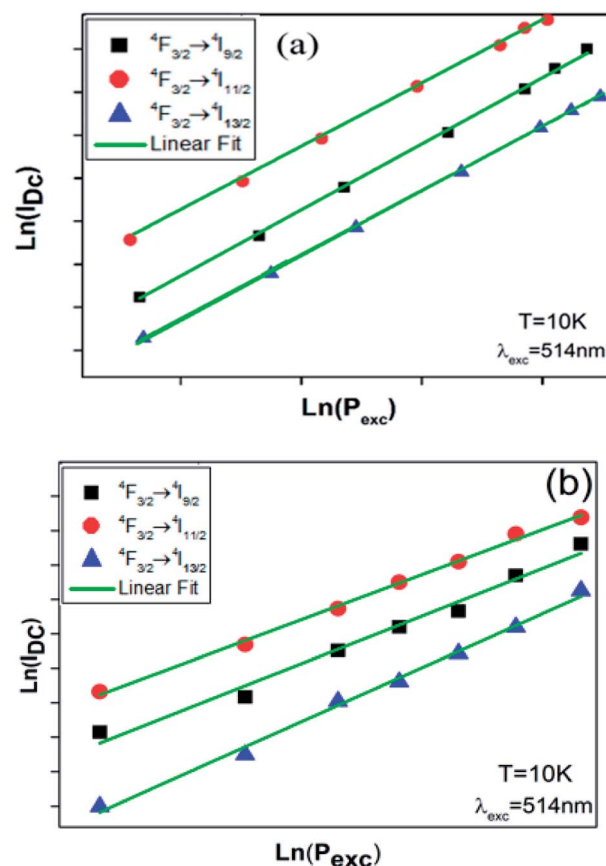 (a)
⁴F₃/₂→⁴I₉/₂
⁴F₃/₂→⁴I₁₁/₂
⁴F₃/₂→⁴I₁₃/₂
Linear Fit
Ln(I_DC)
T=10K
λ_exc=514nm
Ln(P_exc)
(b)
⁴F₃/₂→⁴I₉/₂
⁴F₃/₂→⁴I₁₁/₂
⁴F₃/₂→⁴I₁₃/₂
Linear Fit
Ln(I_DC)
T=10K
λ_exc=514nm
Ln(P_exc)